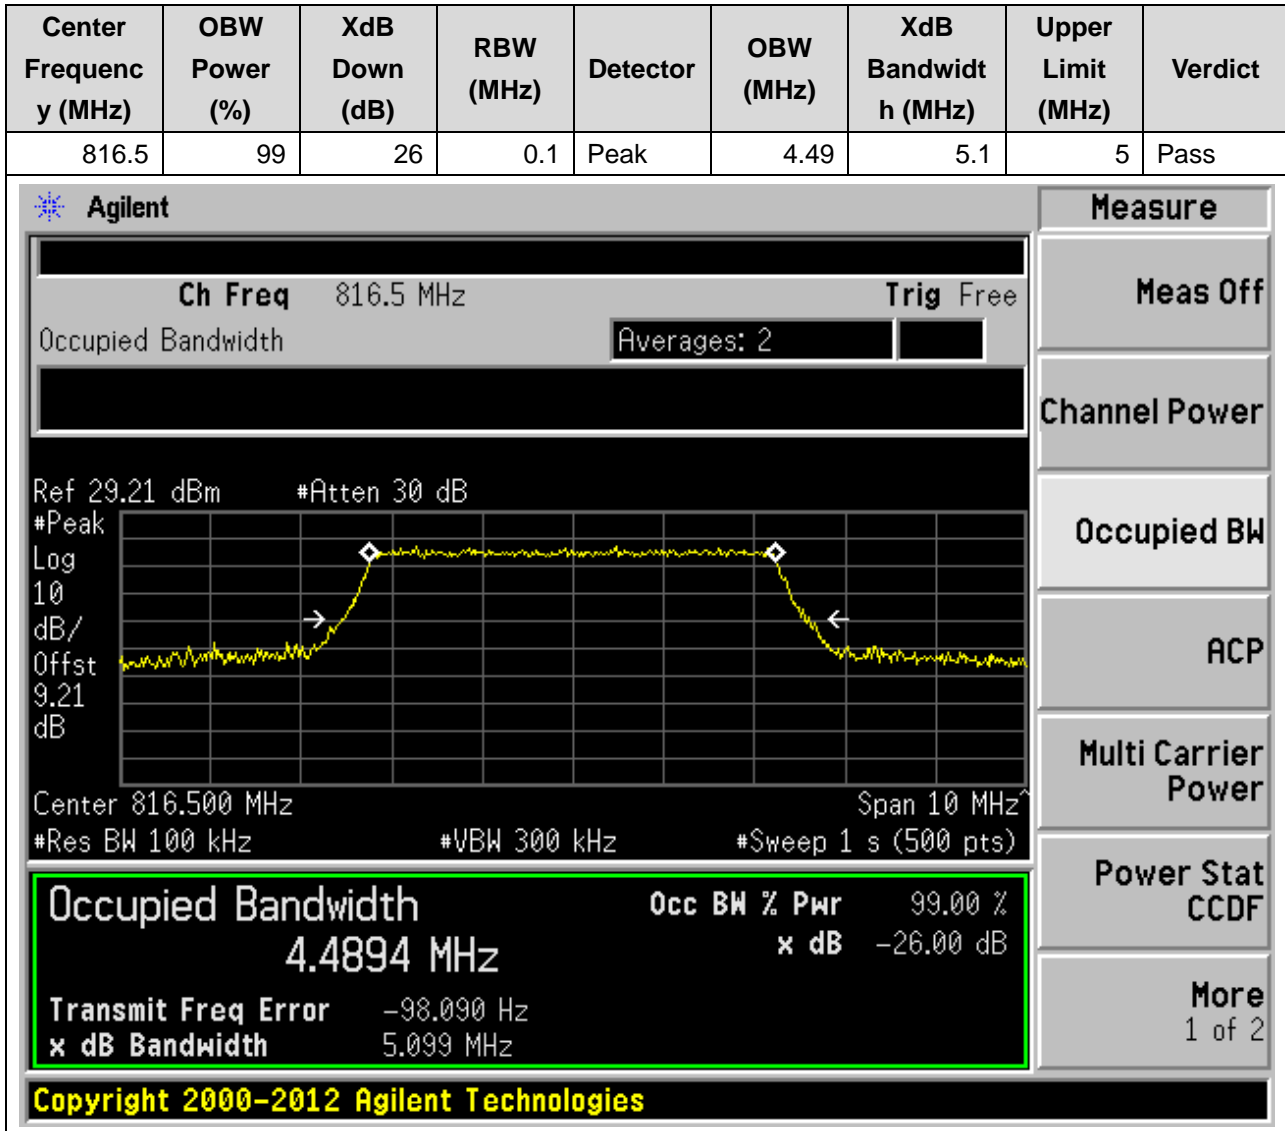 Center Frequency (MHz) OBW Power (%) XdB Down (dB) RBW (MHz) Detector OBW (MHz) XdB Bandwidth (MHz) Upper Limit (MHz) Verdict
816.5 99 26 0.1 Peak 4.49 5.1 5 Pass
Agilent
Measure
Ch Freq 816.5 MHz Trig Free
Meas Off
Occupied Bandwidth Averages: 2
Channel Power
Ref 29.21 dBm #Atten 30 dB
#Peak
Log
10
dB/
Offst
9.21
dB
Occupied BW
ACP
Multi Carrier
Power
Center 816.500 MHz Span 10 MHz^
#Res BW 100 kHz #VBW 300 kHz #Sweep 1 s (500 pts)
Power Stat
CCDF
Occupied Bandwidth Occ BW % Pwr 99.00 %
4.4894 MHz x dB -26.00 dB
Transmit Freq Error -98.090 Hz
x dB Bandwidth 5.099 MHz
More
1 of 2
Copyright 2000-2012 Agilent Technologies